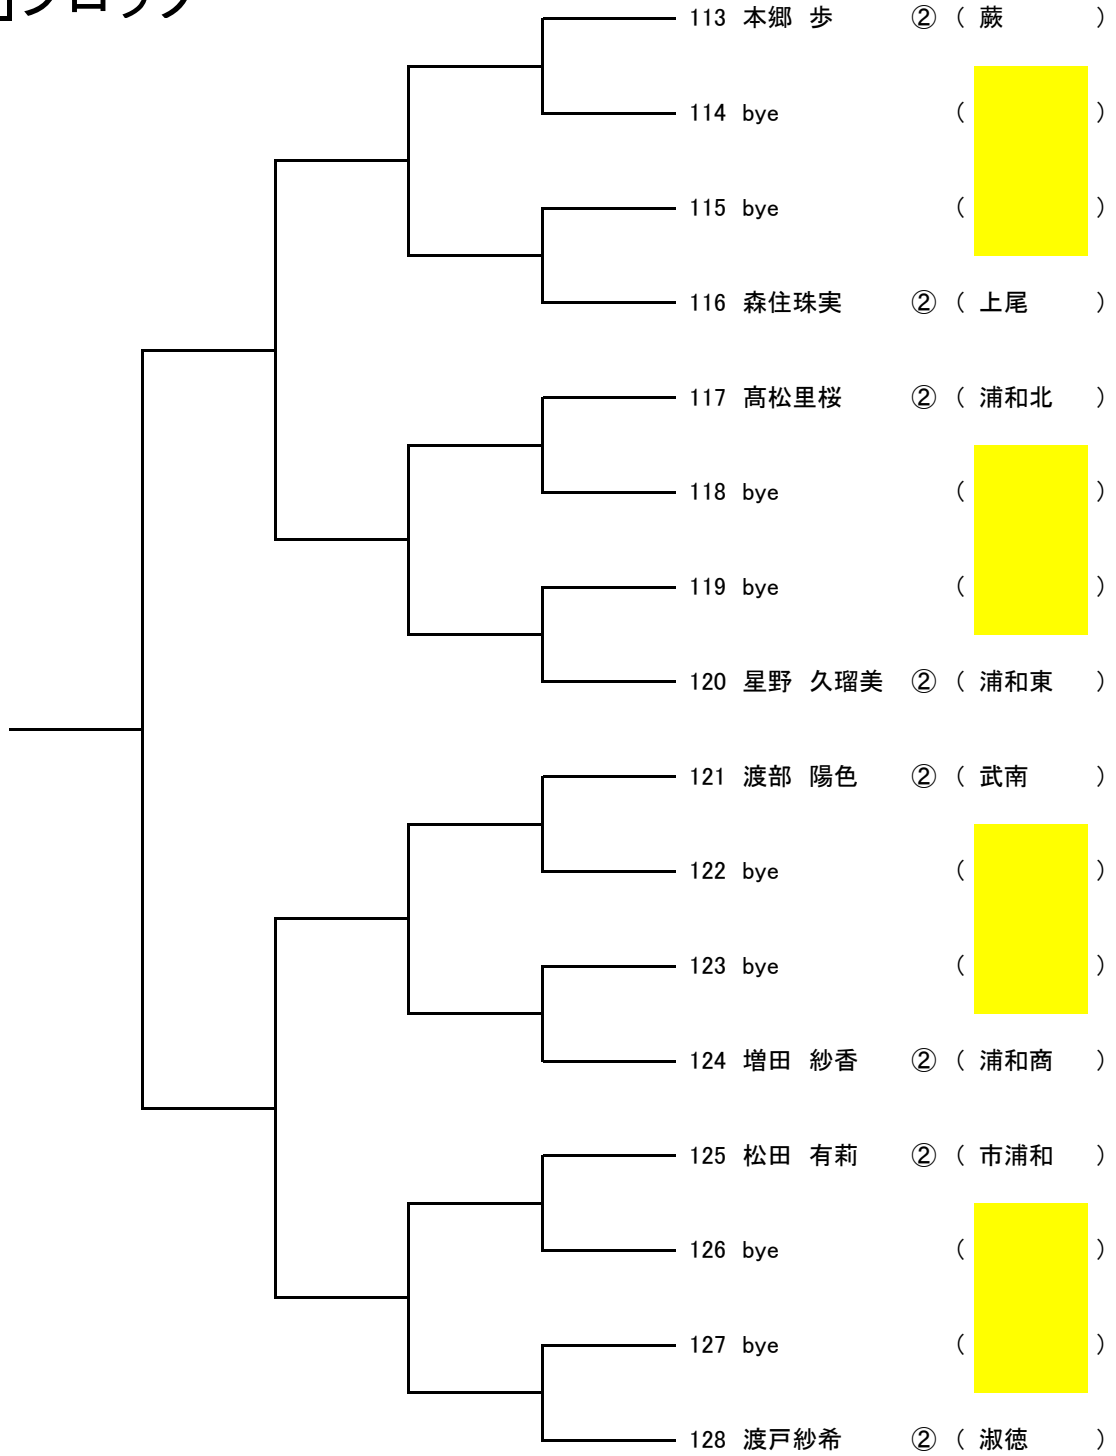 ブロック
113 本郷 歩 ② ( 蕨 )
114 bye ( )
115 bye ( )
116 森住珠実 ② ( 上尾 )
117 髙松里桜 ② ( 浦和北 )
118 bye ( )
119 bye ( )
120 星野 久瑠美 ② ( 浦和東 )
121 渡部 陽色 ② ( 武南 )
122 bye ( )
123 bye ( )
124 増田 紗香 ② ( 浦和商 )
125 松田 有莉 ② ( 市浦和 )
126 bye ( )
127 bye ( )
128 渡戸紗希 ② ( 淑徳 )